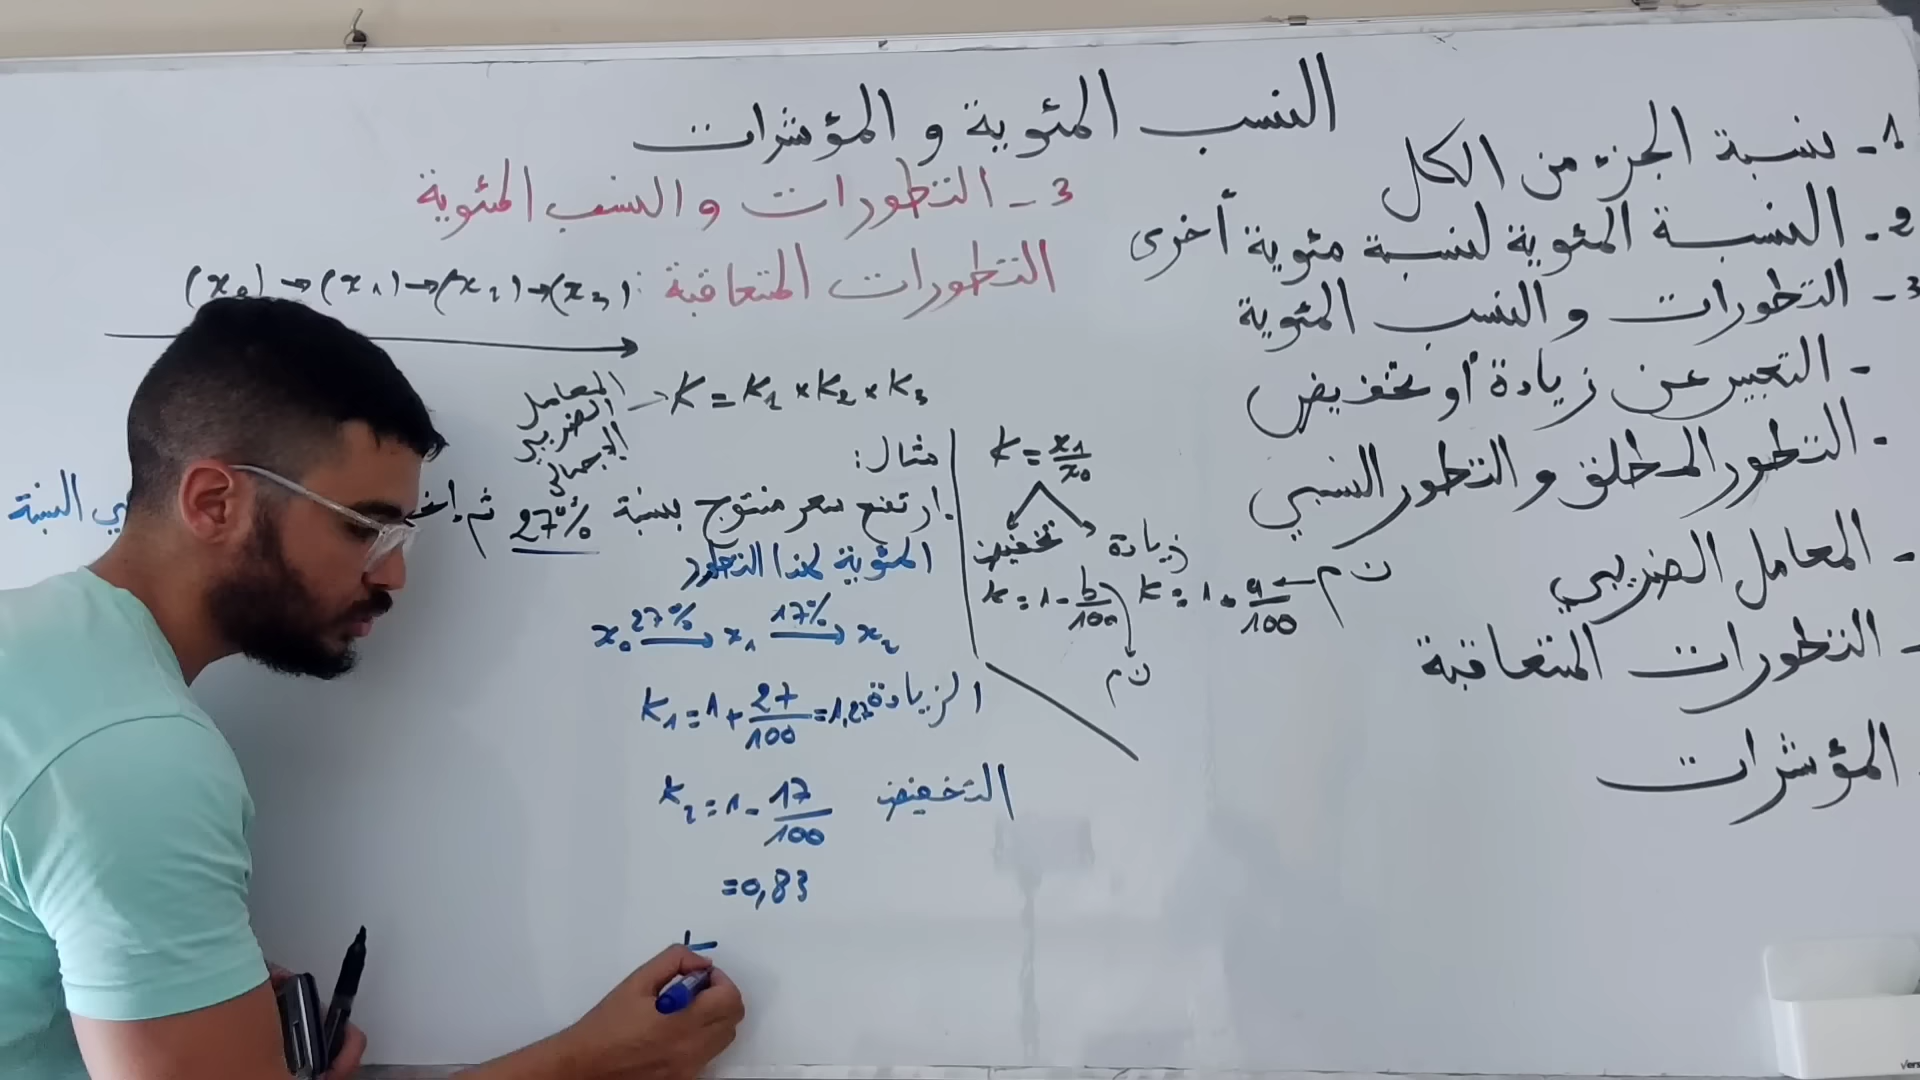 النسب المئوية و المؤشرات
3 - التطورات والنسب المئوية
التطورات المتعاقبة : (x₀) → (x₁) → (x₂) → (x₃)
المعامل
الضربي
الإجمالي
→ K = K₁ × K₂ × K₃
مثال:
. ارتفع سعر منتوج بنسبة 27% ثم
ي النسبة
المئوية لهذا التطور
x₀ 27% → x₁ 17% → x₂
الزيادة K₁ = 1 + 27/100 = 1,27
التخفيض K₂ = 1 - 17/100
= 0,83
K = x₁/x₀
زيادة تخفيض
K = 1 - b/100
K = 1 + a/100 ← ن م
ن م
1- نسبة الجزء من الكل
2- النسبة المئوية لنسبة مئوية أخرى
3- التطورات و النسب المئوية
- التعبير عن زيادة أو تخفيض
- التطور المطلق و التطور النسبي
- المعامل الضريبي
- التطورات المتعاقبة
- المؤشرات